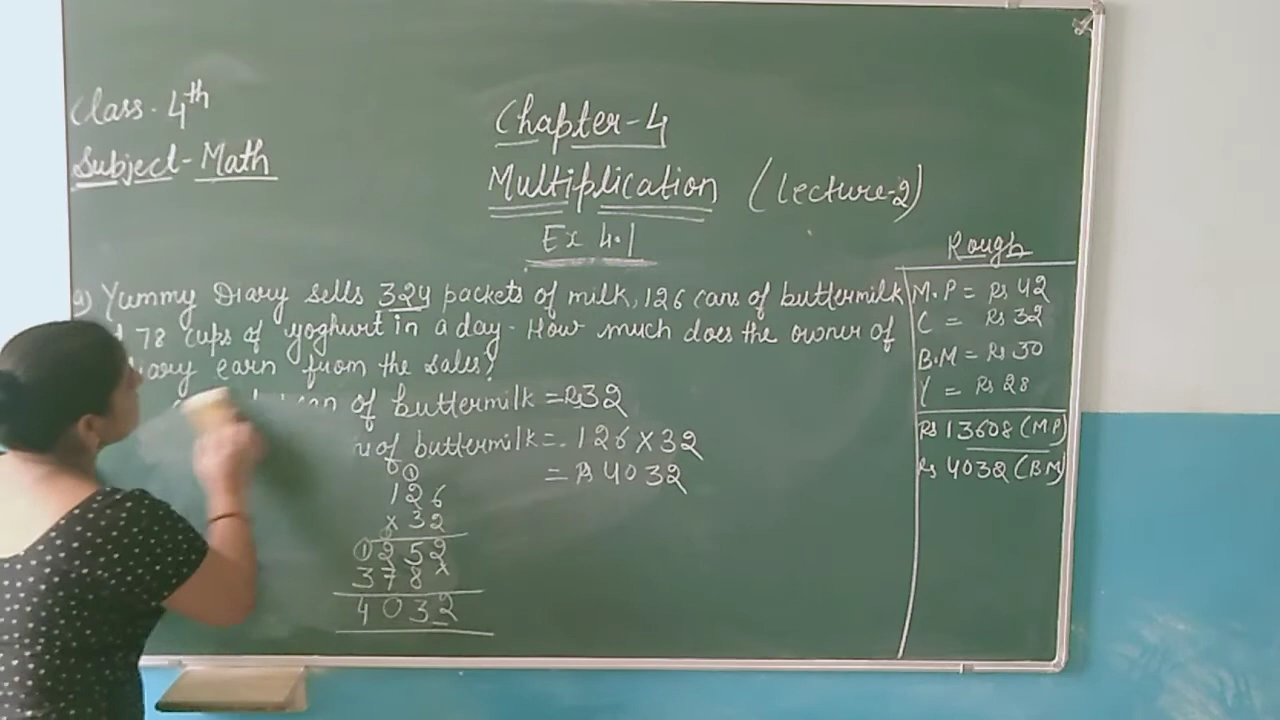 Class - 4th
Subject - Math
Chapter - 4
Multiplication (Lecture-2)
Ex 4.1
a) Yummy Diary sells 324 packets of milk, 126 cans of buttermilk
78 cups of yoghurt in a day. How much does the owner of
diary earn from the sales?
of buttermilk = Rs 32
of buttermilk = 126 x 32
= Rs 4032
1
126
x 32
1 252
378x
4032
Rough
M.P = Rs 42
C = Rs 32
B.M = Rs 30
Y = Rs 28
Rs 13608 (MP)
Rs 4032 (BM)